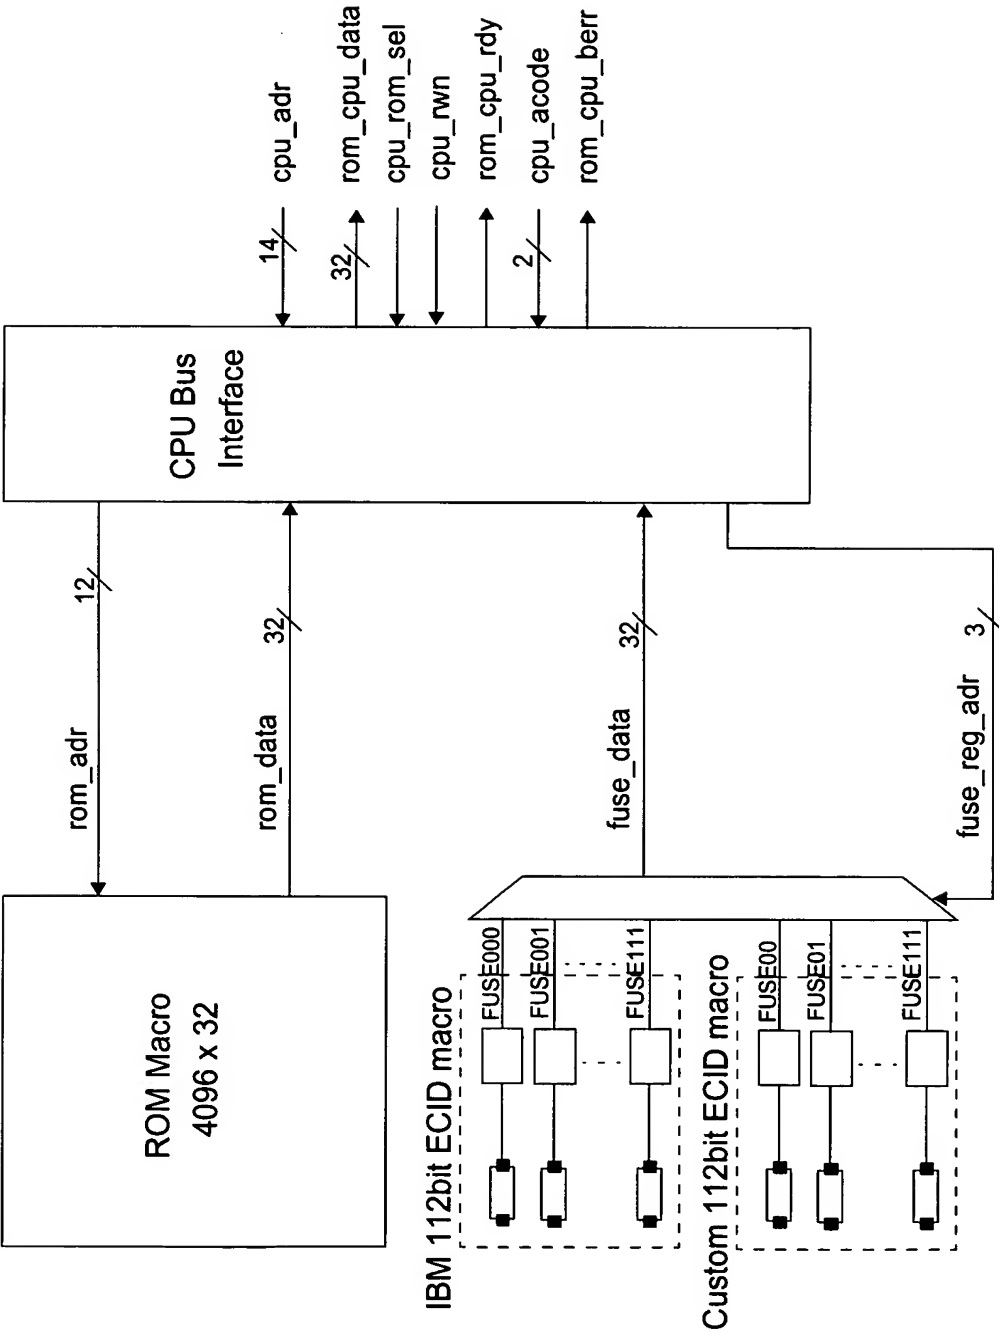 ROM Macro
4096 x 32
rom_adr
12
rom_data
32
CPU Bus
Interface
14
cpu_adr
32
rom_cpu_data
cpu_rom_sel
cpu_rwn
rom_cpu_rdy
2
cpu_acode
rom_cpu_berr
IBM 112bit ECID macro
FUSE000
FUSE001
FUSE111
fuse_data
32
Custom 112bit ECID macro
FUSE00
FUSE01
FUSE111
fuse_reg_adr
3